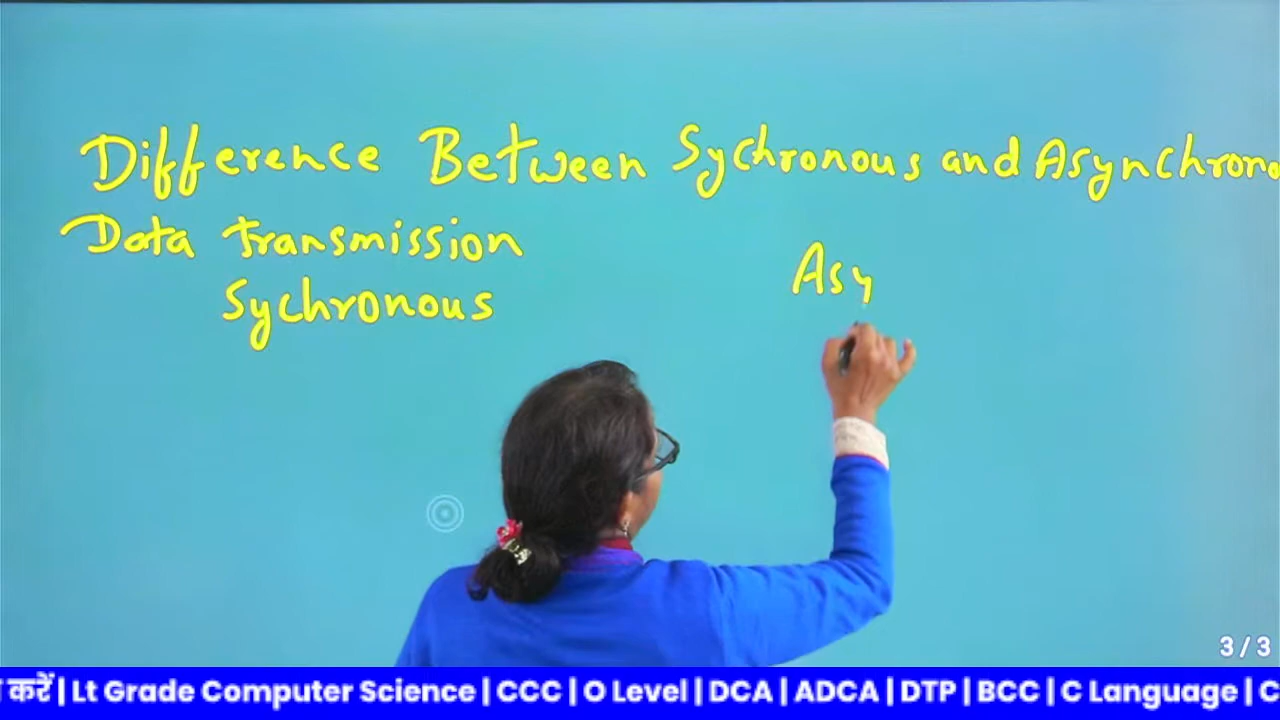 Difference Between Sychronous and Asynchrono
Data transmission
Sychronous
Asy
3/3
करें | Lt Grade Computer Science | CCC | O Level | DCA | ADCA | DTP | BCC | C Language | C